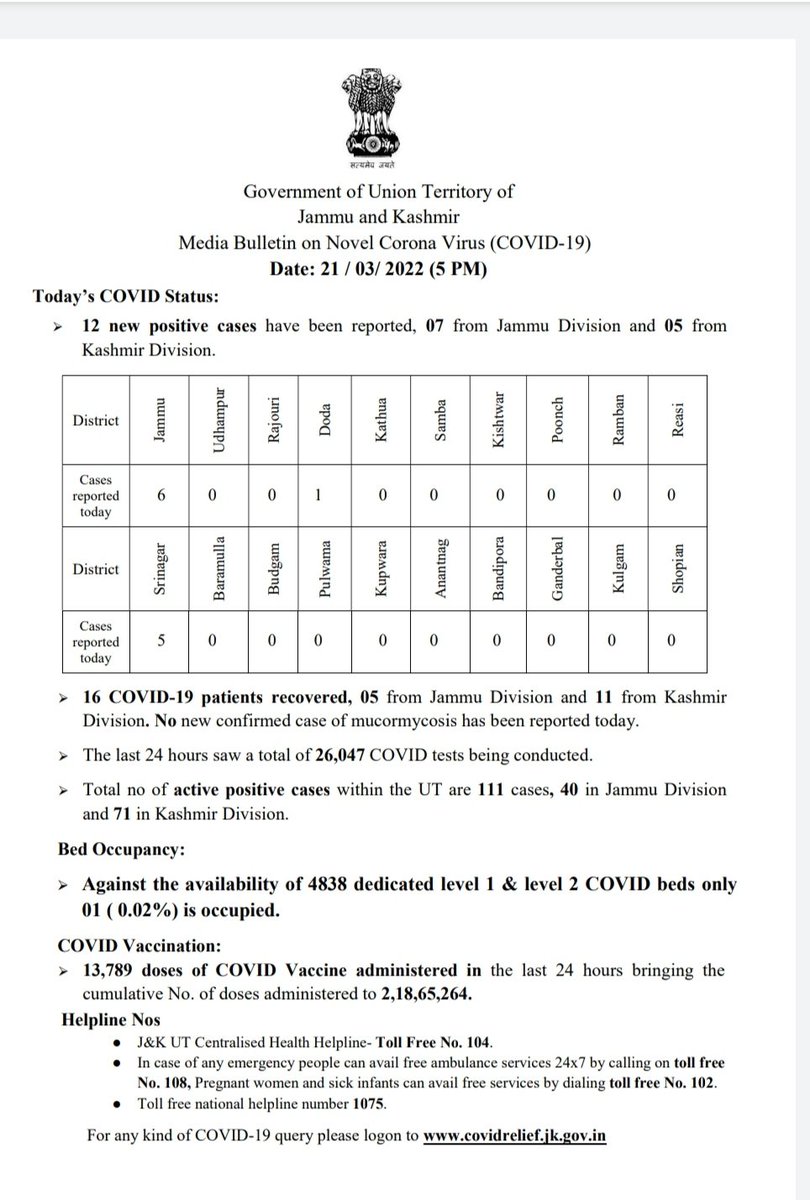 सत्यमेव जयते
Government of Union Territory of
Jammu and Kashmir
Media Bulletin on Novel Corona Virus (COVID-19)
Date: 21 / 03/ 2022 (5 PM)
Today’s COVID Status:
➢ 12 new positive cases have been reported, 07 from Jammu Division and 05 from
Kashmir Division.
District Jammu Udhampur Rajouri Doda Kathua Samba Kishtwar Poonch Ramban Reasi
Cases
reported
today 6 0 0 1 0 0 0 0 0 0
District Srinagar Baramulla Budgam Pulwama Kupwara Anantnag Bandipora Ganderbal Kulgam Shopian
Cases
reported
today 5 0 0 0 0 0 0 0 0 0
➢ 16 COVID-19 patients recovered, 05 from Jammu Division and 11 from Kashmir
Division. No new confirmed case of mucormycosis has been reported today.
➢ The last 24 hours saw a total of 26,047 COVID tests being conducted.
➢ Total no of active positive cases within the UT are 111 cases, 40 in Jammu Division
and 71 in Kashmir Division.
Bed Occupancy:
➢ Against the availability of 4838 dedicated level 1 & level 2 COVID beds only
01 ( 0.02%) is occupied.
COVID Vaccination:
➢ 13,789 doses of COVID Vaccine administered in the last 24 hours bringing the
cumulative No. of doses administered to 2,18,65,264.
Helpline Nos
● J&K UT Centralised Health Helpline- Toll Free No. 104.
● In case of any emergency people can avail free ambulance services 24x7 by calling on toll free
No. 108, Pregnant women and sick infants can avail free services by dialing toll free No. 102.
● Toll free national helpline number 1075.
For any kind of COVID-19 query please logon to www.covidrelief.jk.gov.in